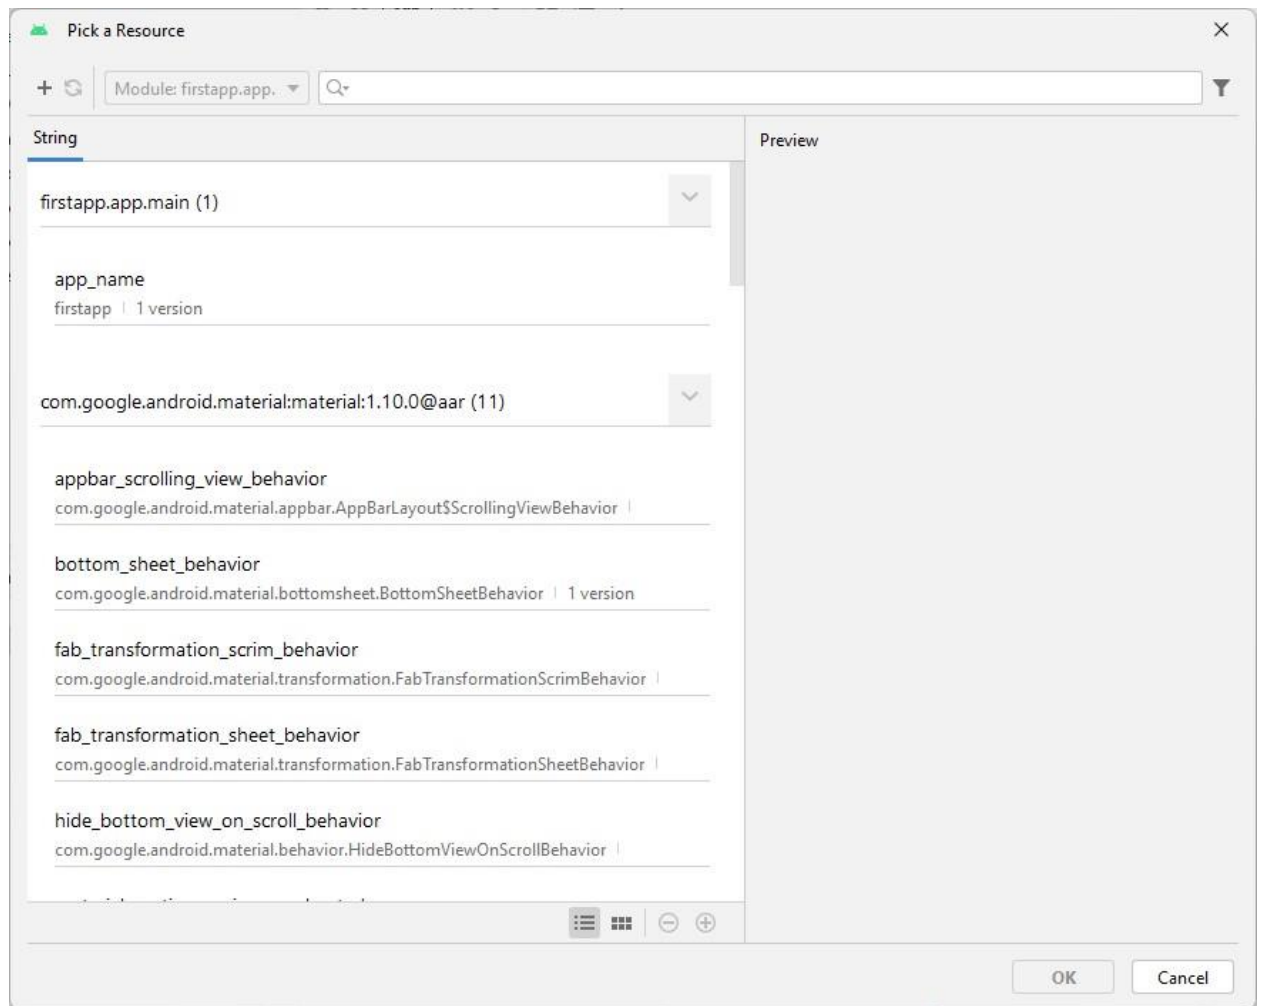 Pick a Resource
Module: firstapp.app.
String
Preview
firstapp.app.main (1)
app_name
firstapp | 1 version
com.google.android.material:material:1.10.0@aar (11)
appbar_scrolling_view_behavior
com.google.android.material.appbar.AppBarLayout$ScrollingViewBehavior |
bottom_sheet_behavior
com.google.android.material.bottomsheet.BottomSheetBehavior | 1 version
fab_transformation_scrim_behavior
com.google.android.material.transformation.FabTransformationScrimBehavior |
fab_transformation_sheet_behavior
com.google.android.material.transformation.FabTransformationSheetBehavior |
hide_bottom_view_on_scroll_behavior
com.google.android.material.behavior.HideBottomViewOnScrollBehavior |
OK
Cancel